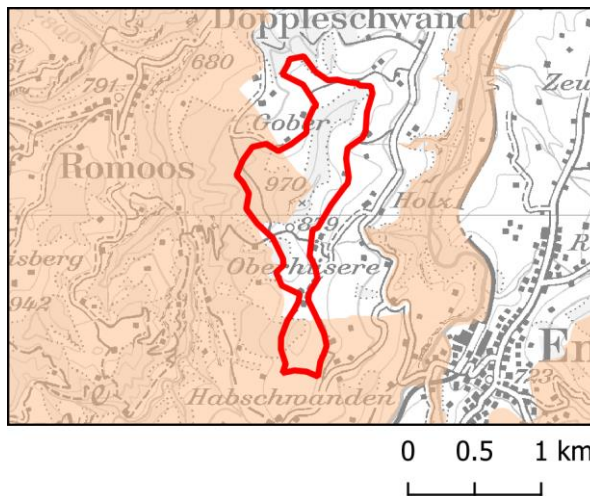 Doppleschwand
680
791
Zeu
Gober
Romoos
970
Holz
879
R
isberg
Oberhüsere
942
En
Habschwanden
723
0 0.5 1 km